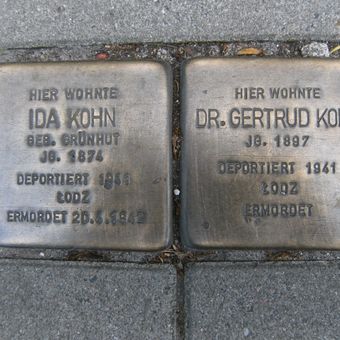 HIER WOHNTE
IDA KOHN
GEB. GRÜNHUT
JG. 1874
DEPORTIERT
ŁODZ
ERMORDET
HIER WOHNTE
DR. GERTRUD
JG. 1897
DEPORTIERT 1941
ŁODZ
ERMORDET